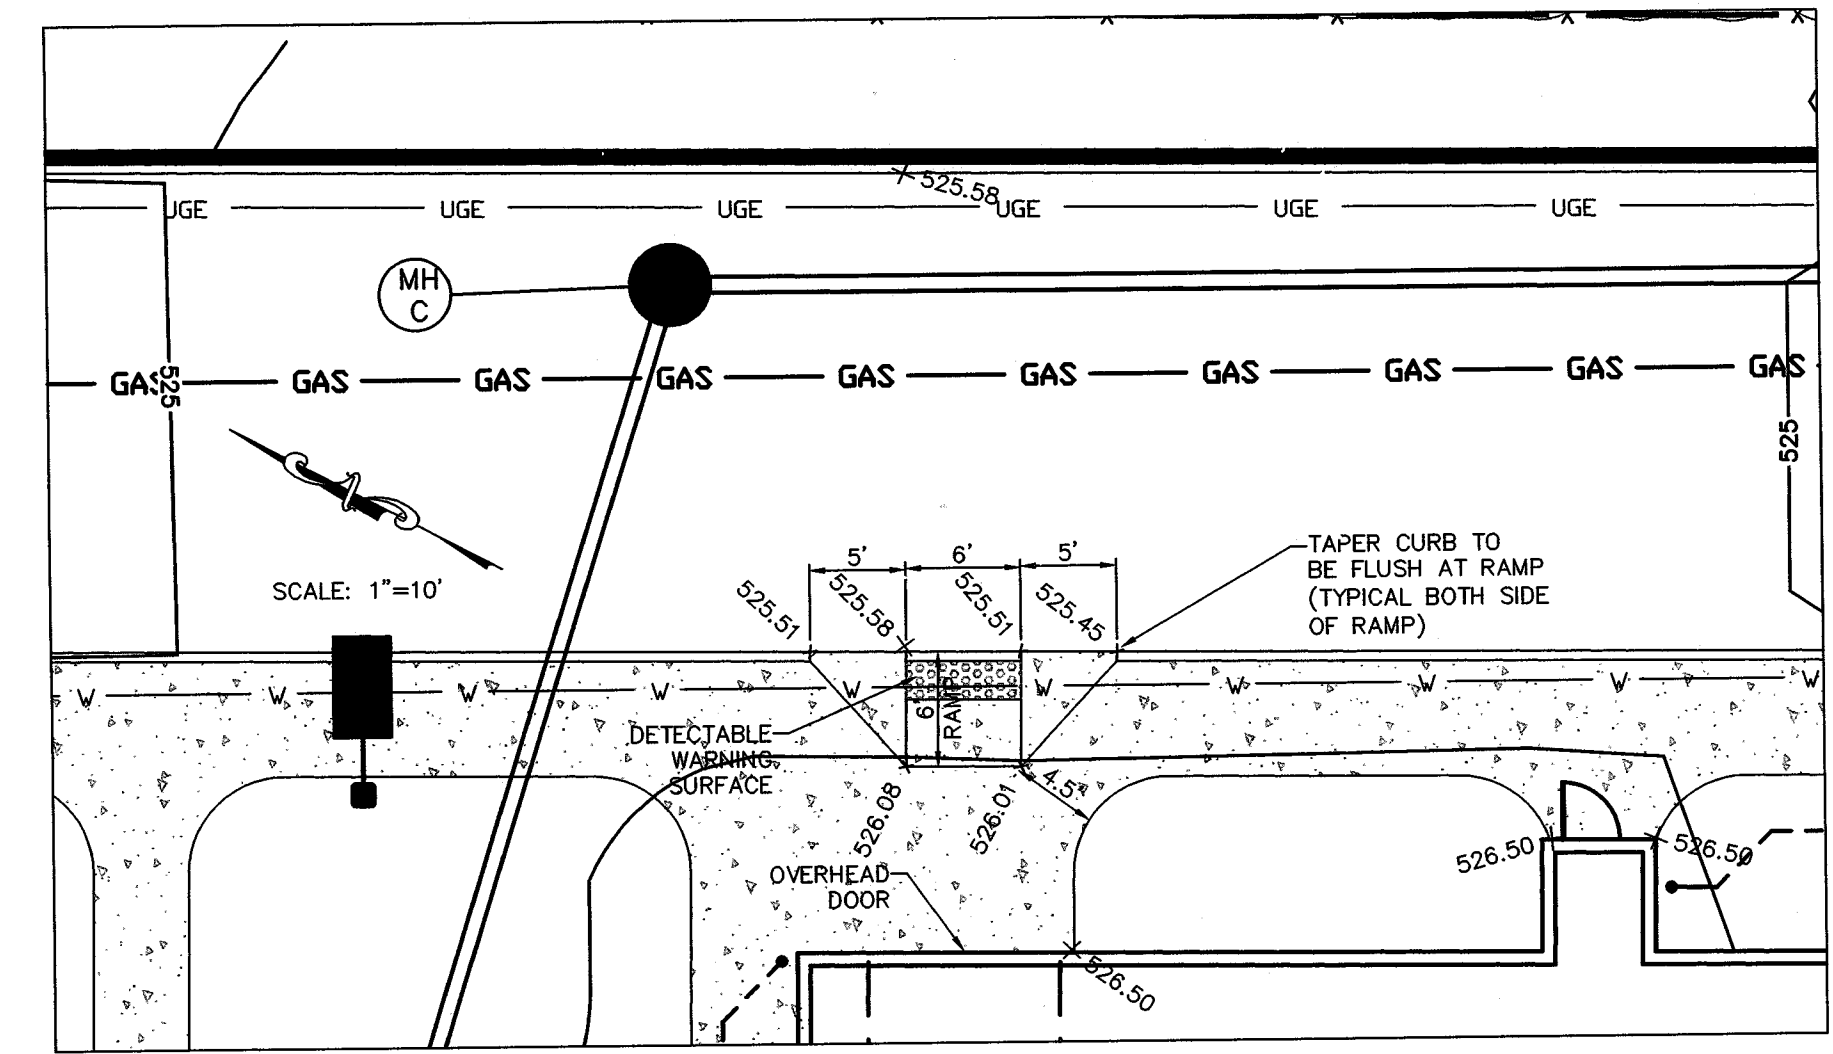 525.58
UGE UGE UGE UGE UGE UGE
MH
C
GAS GAS GAS GAS GAS GAS GAS GAS GAS GAS
525
525
SCALE: 1"=10'
5' 6' 5'
525.51 525.58 525.51 525.45
TAPER CURB TO
BE FLUSH AT RAMP
(TYPICAL BOTH SIDE
OF RAMP)
W W W W W W W W W W
6'
RAMP
DETECTABLE
WARNING
SURFACE
4.5'
526.08 526.01
526.50 526.50
OVERHEAD
DOOR
526.50